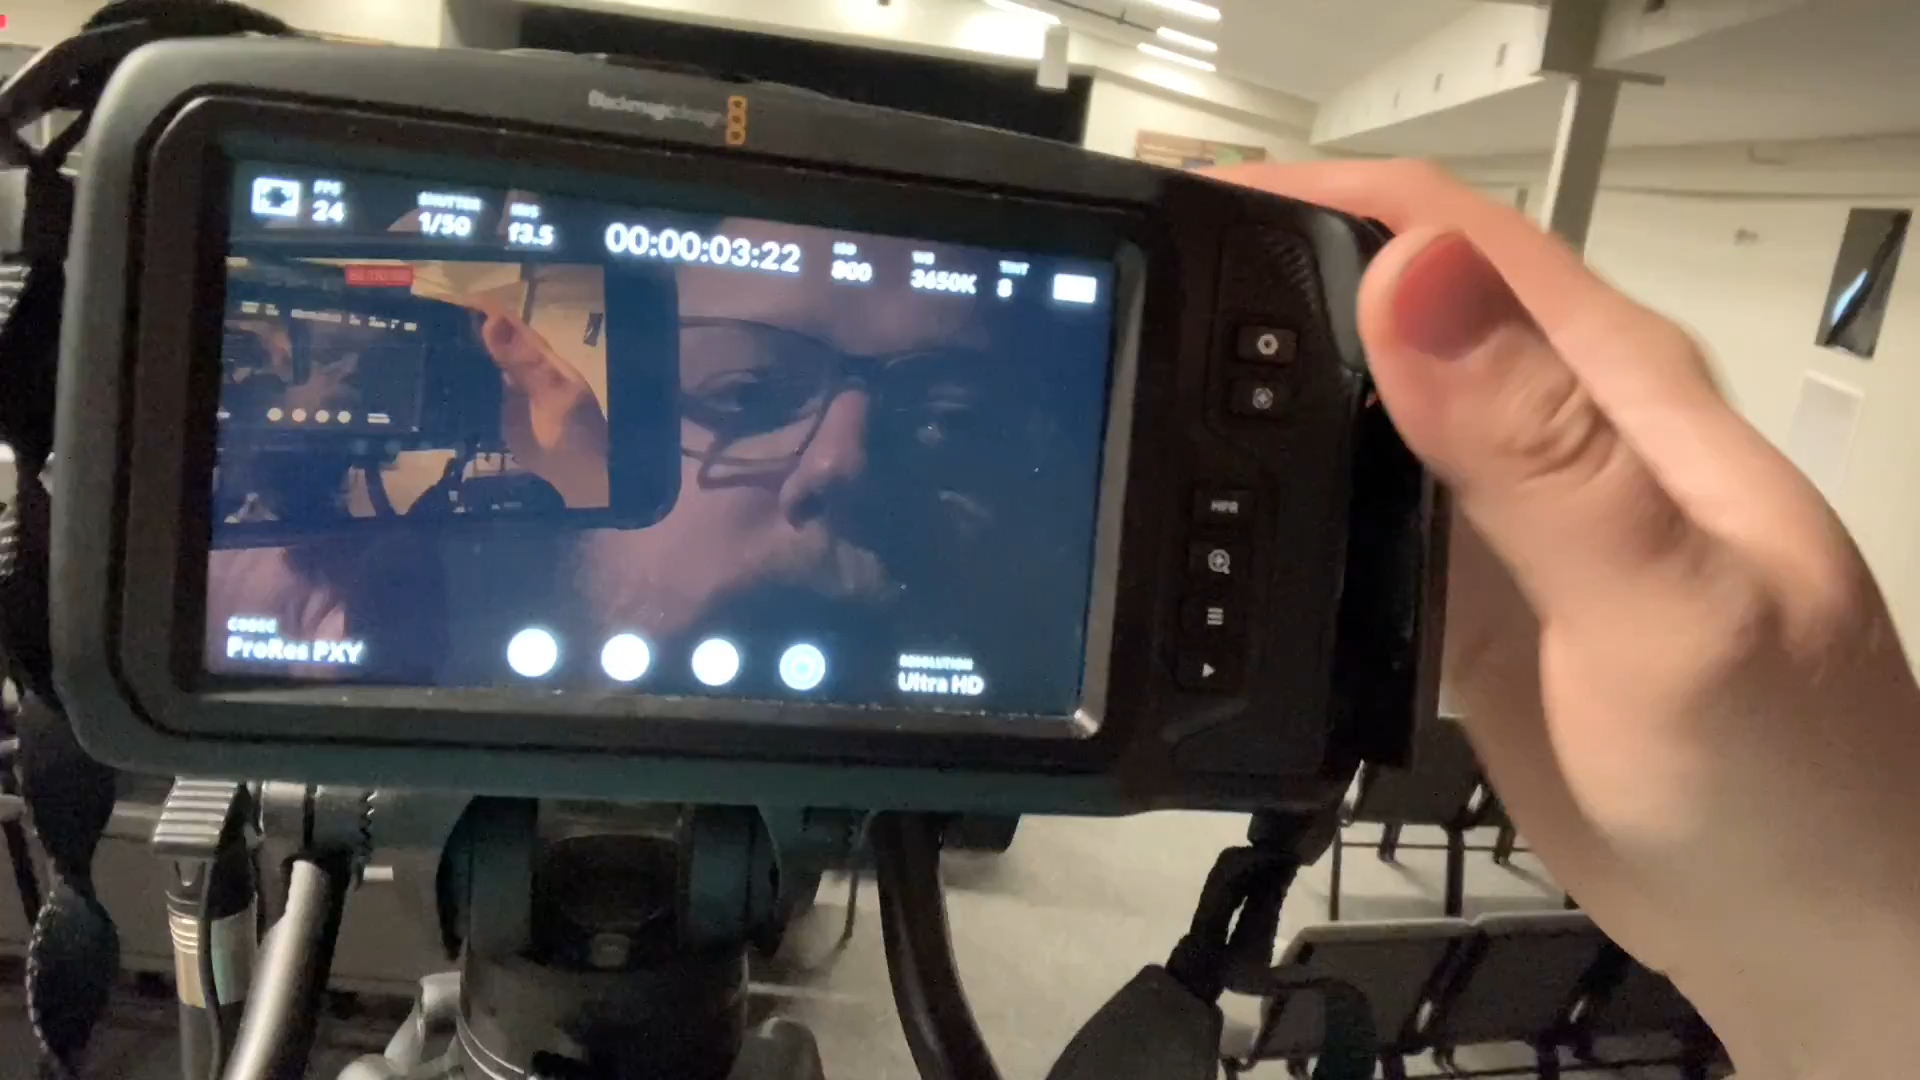 Blackmagicdesign
FPS
24
SHUTTER
1/50
IRIS
f3.5
00:00:03:22
ISO
800
WB
3650K
TINT
8
HFR
CODEC
ProRes PXY
RESOLUTION
Ultra HD